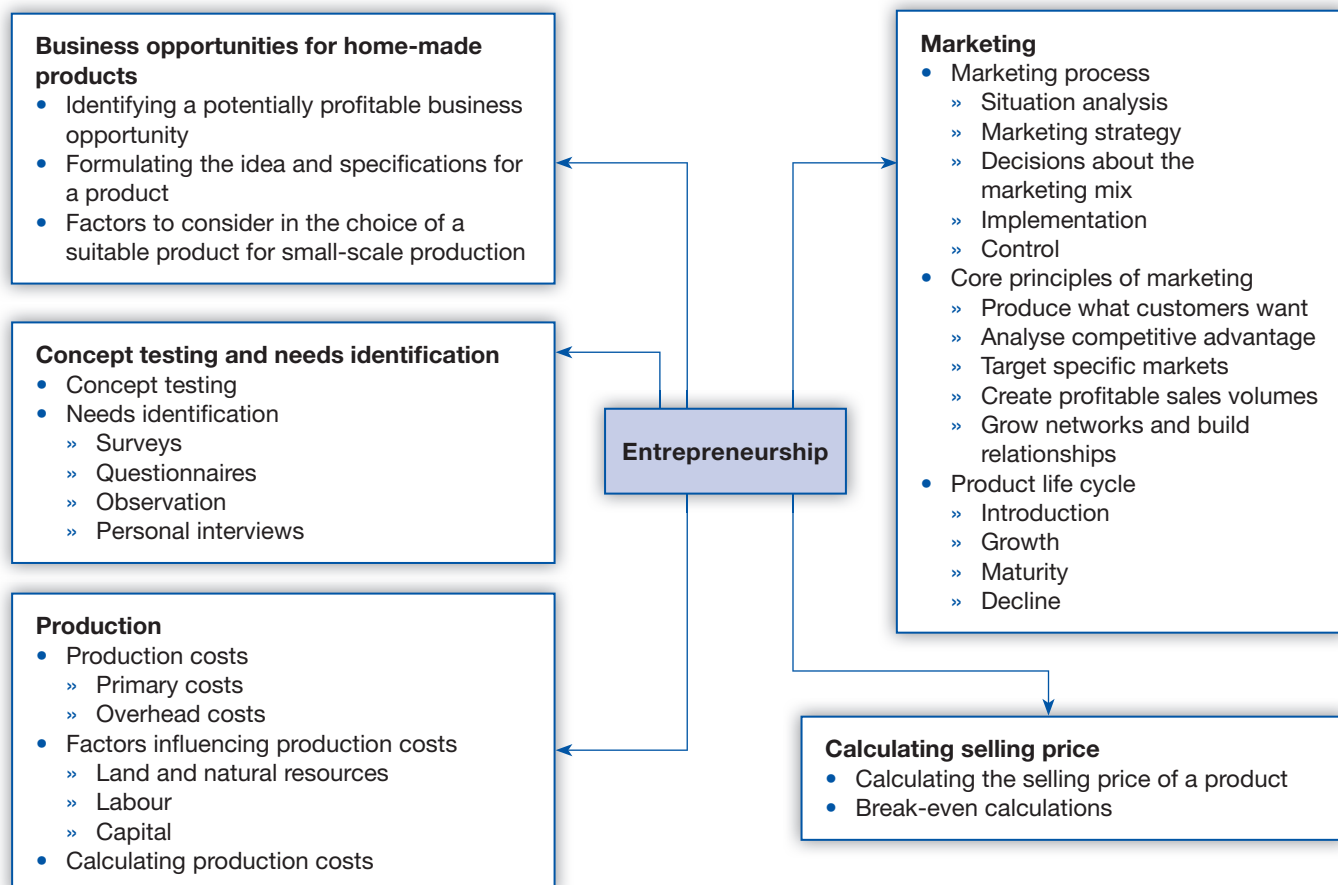 Business opportunities for home-made
products
• Identifying a potentially profitable business
opportunity
• Formulating the idea and specifications for
a product
• Factors to consider in the choice of a
suitable product for small-scale production
Concept testing and needs identification
• Concept testing
• Needs identification
» Surveys
» Questionnaires
» Observation
» Personal interviews
Production
• Production costs
» Primary costs
» Overhead costs
• Factors influencing production costs
» Land and natural resources
» Labour
» Capital
• Calculating production costs
Entrepreneurship
Marketing
• Marketing process
» Situation analysis
» Marketing strategy
» Decisions about the
marketing mix
» Implementation
» Control
• Core principles of marketing
» Produce what customers want
» Analyse competitive advantage
» Target specific markets
» Create profitable sales volumes
» Grow networks and build
relationships
• Product life cycle
» Introduction
» Growth
» Maturity
» Decline
Calculating selling price
• Calculating the selling price of a product
• Break-even calculations